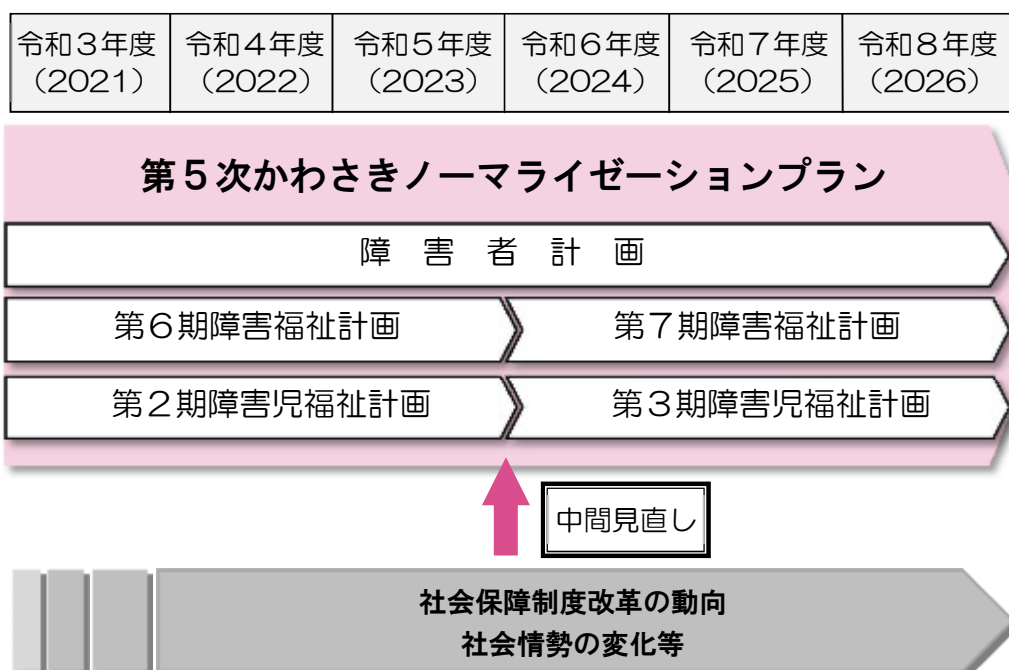 令和3年度 令和4年度 令和5年度 令和6年度 令和7年度 令和8年度
(2021) (2022) (2023) (2024) (2025) (2026)
第5次かわさきノーマライゼーションプラン
障害者計画
第6期障害福祉計画 第7期障害福祉計画
第2期障害児福祉計画 第3期障害児福祉計画
中間見直し
社会保障制度改革の動向
社会情勢の変化等